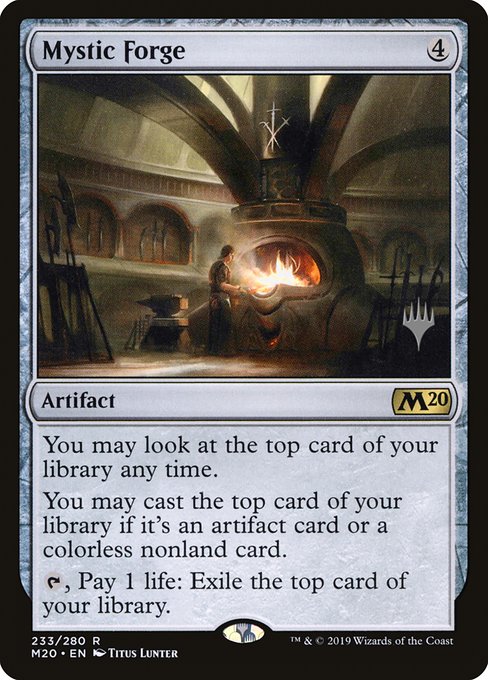 Mystic Forge 4
Artifact M20
You may look at the top card of your
library any time.
You may cast the top card of your
library if it's an artifact card or a
colorless nonland card.
, Pay 1 life: Exile the top card of
your library.
233/280 R
M20 • EN Titus Lunter
™ & © 2019 Wizards of the Coast